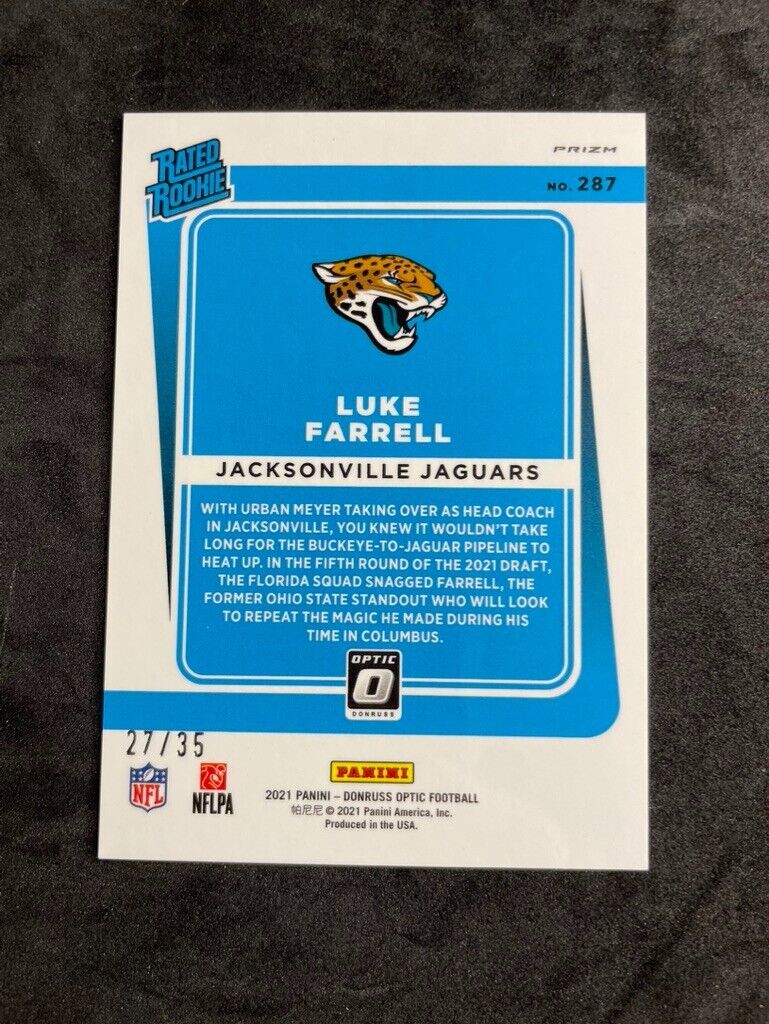 RATED
ROOKIE
PRIZM
NO. 287
LUKE
FARRELL
JACKSONVILLE JAGUARS
WITH URBAN MEYER TAKING OVER AS HEAD COACH
IN JACKSONVILLE, YOU KNEW IT WOULDN'T TAKE
LONG FOR THE BUCKEYE-TO-JAGUAR PIPELINE TO
HEAT UP. IN THE FIFTH ROUND OF THE 2021 DRAFT,
THE FLORIDA SQUAD SNAGGED FARRELL, THE
FORMER OHIO STATE STANDOUT WHO WILL LOOK
TO REPEAT THE MAGIC HE MADE DURING HIS
TIME IN COLUMBUS.
OPTIC
O
DONRUSS
27/35
NFL
NFLPA
PANINI
2021 PANINI – DONRUSS OPTIC FOOTBALL
帕尼尼 © 2021 Panini America, Inc.
Produced in the USA.